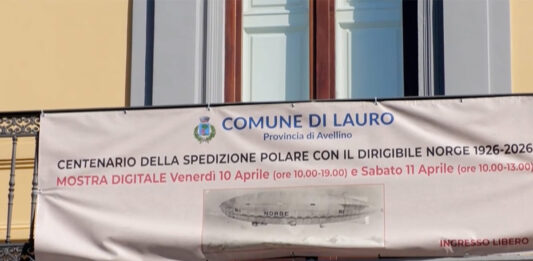 COMUNE DI LAURO
Provincia di Avellino
CENTENARIO DELLA SPEDIZIONE POLARE CON IL DIRIGIBILE NORGE 1926-2026
MOSTRA DIGITALE Venerdì 10 Aprile (ore 10.00-19.00) e Sabato 11 Aprile (ore 10.00-13.00)
NORGE
N1
INGRESSO LIBERO